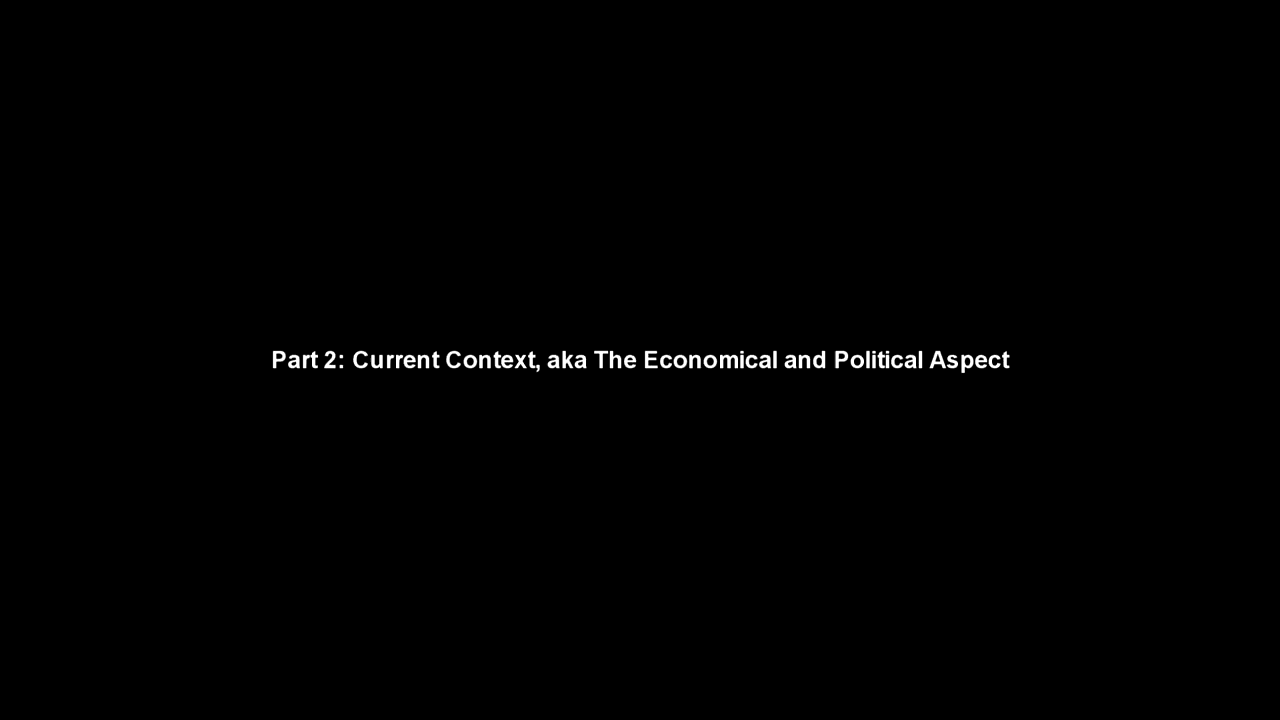 Part 2: Current Context, aka The Economical and Political Aspect